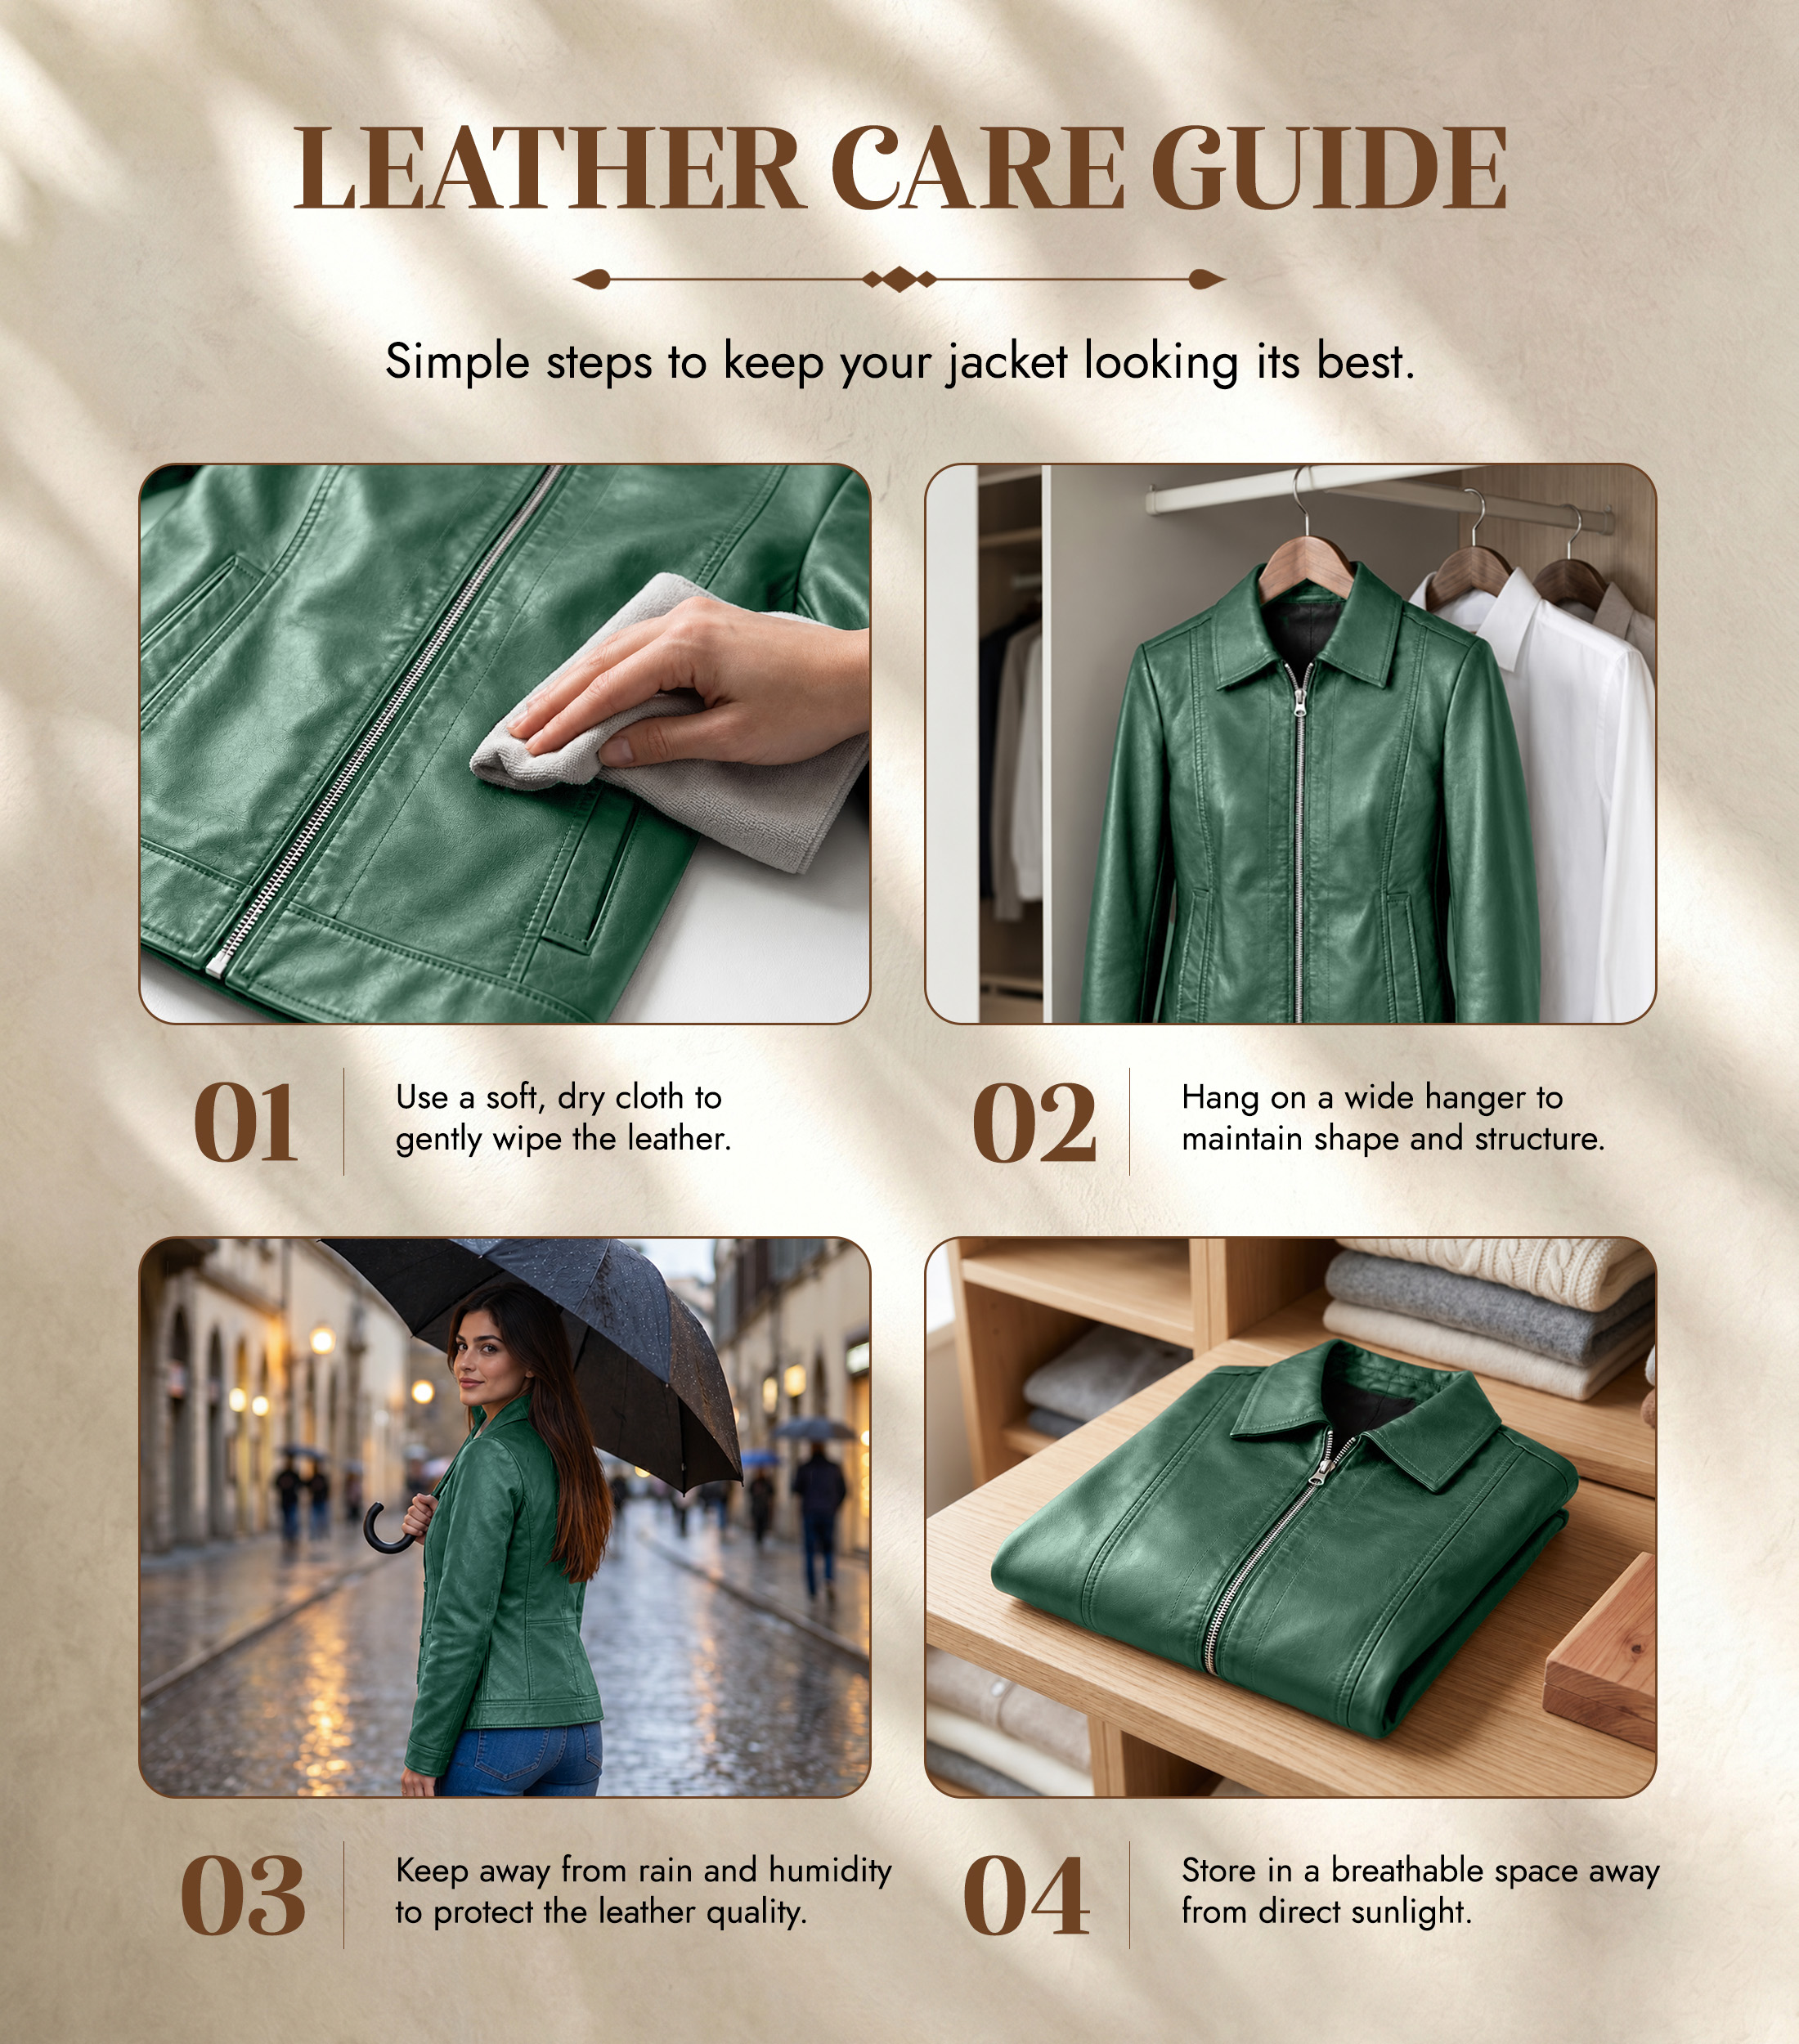 LEATHER CARE GUIDE
Simple steps to keep your jacket looking its best.
01
Use a soft, dry cloth to
gently wipe the leather.
02
Hang on a wide hanger to
maintain shape and structure.
03
Keep away from rain and humidity
to protect the leather quality.
04
Store in a breathable space away
from direct sunlight.